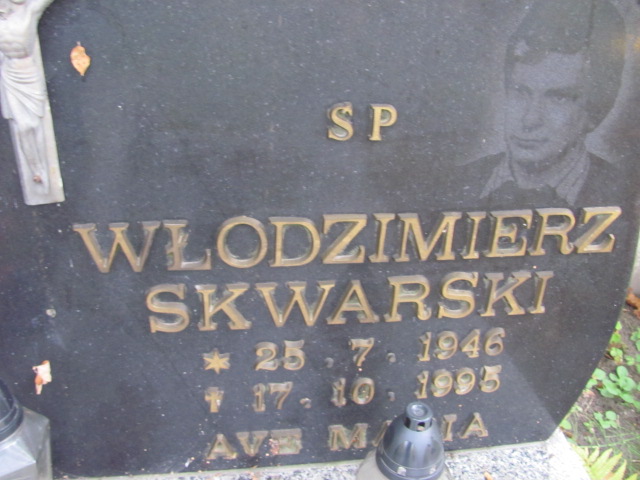 SP
WŁODZIMIERZ
SKWARSKI
* 25.7.1946
✝ 17.10.1995
AVE MARIA